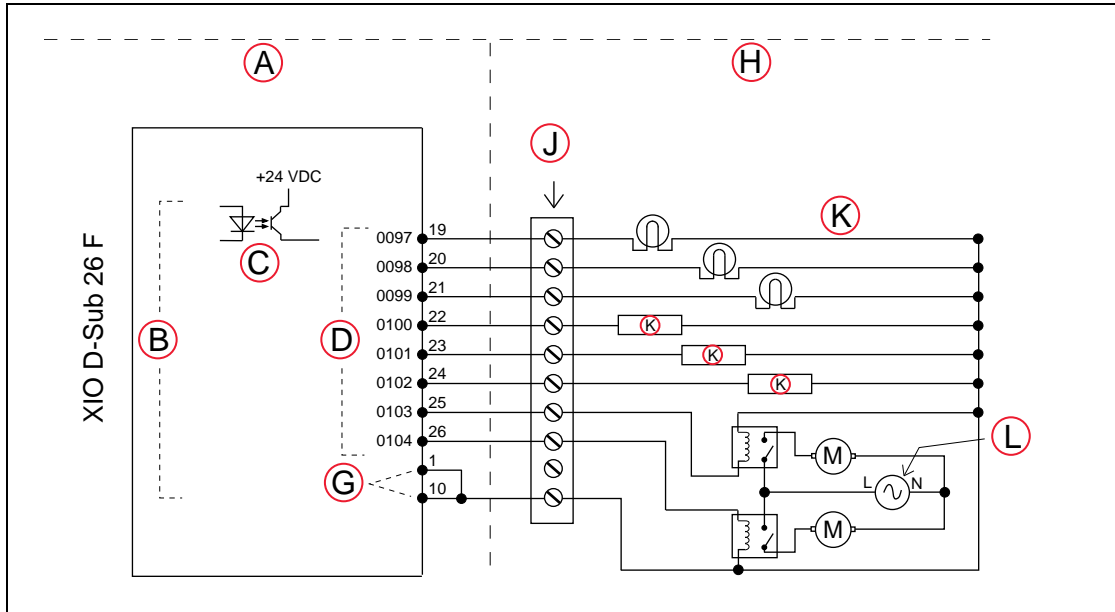 A
H
J
+24 VDC
C
K
XIO D-Sub 26 F
B
D
0097 19
0098 20
0099 21
0100 22
K
0101 23
K
0102 24
K
0103 25
0104 26
G
1
10
M
L
L
N
M